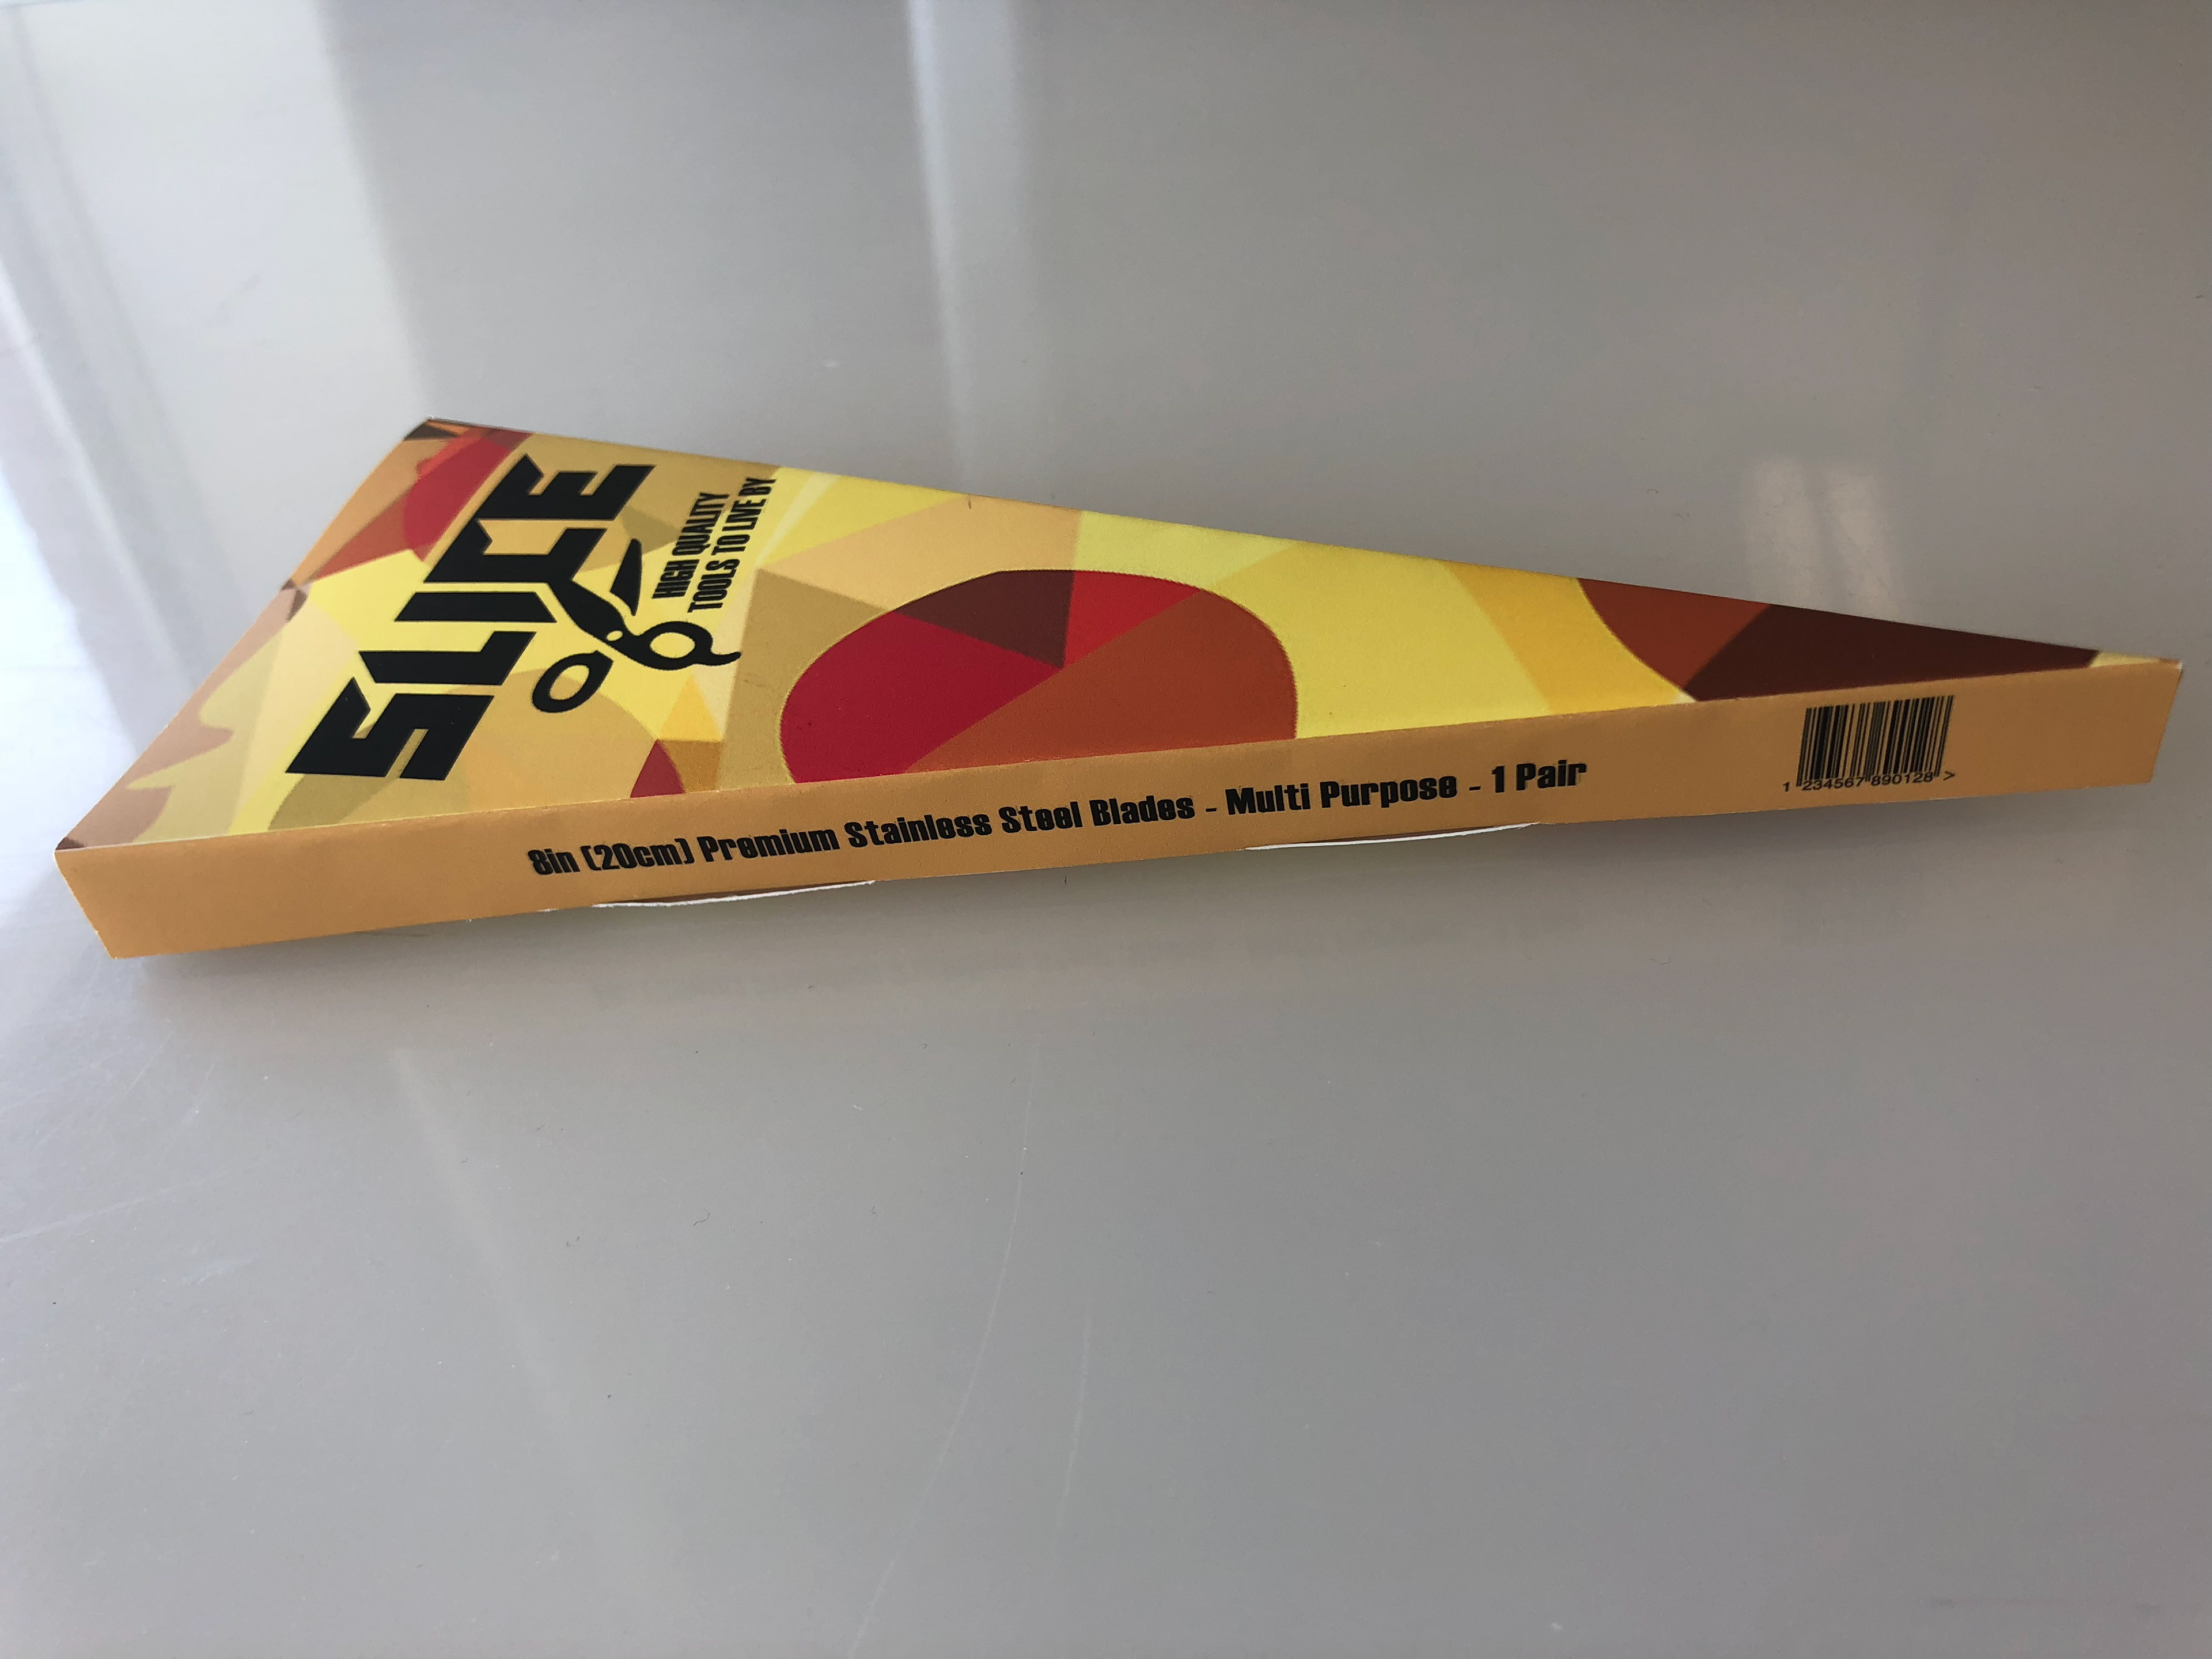 SLICE
HIGH QUALITY
TOOLS TO LIVE BY
8in (20cm) Premium Stainless Steel Blades - Multi Purpose - 1 Pair
1 234567 890128 >